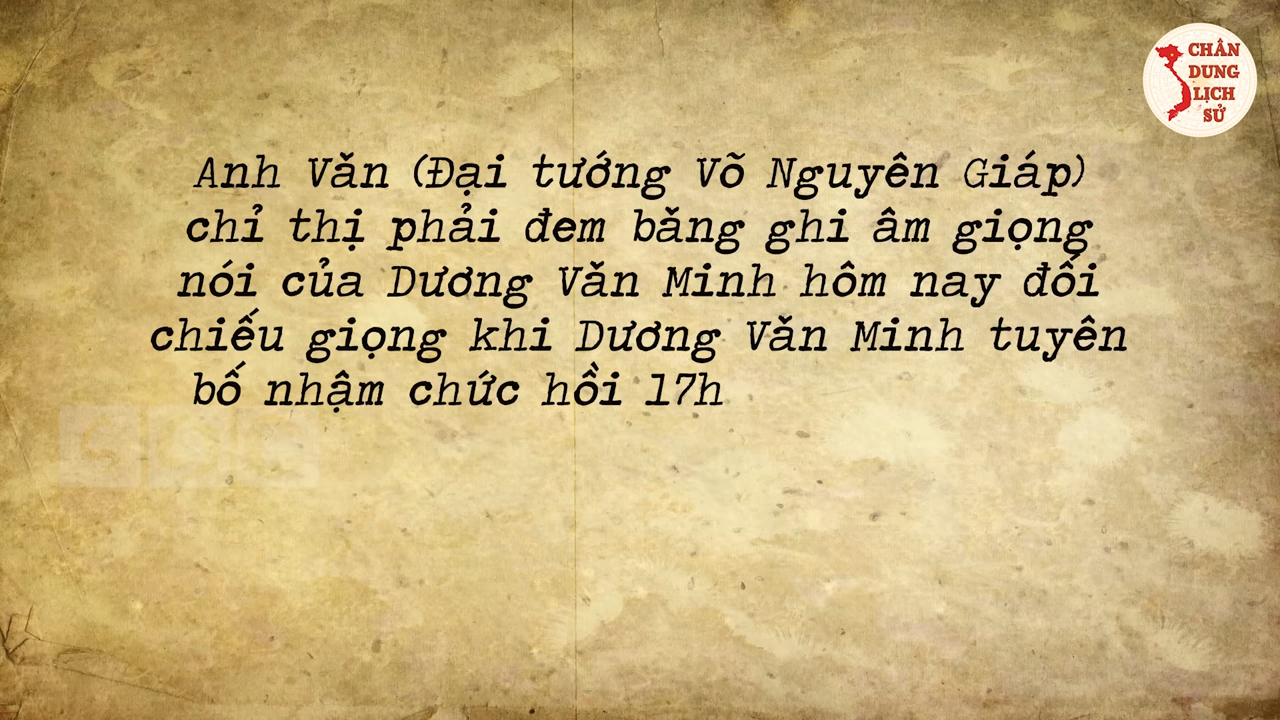 CHÂN
DUNG
LỊCH
SỬ
Anh Văn (Đại tướng Võ Nguyên Giáp)
chỉ thị phải đem băng ghi âm giọng
nói của Dương Văn Minh hôm nay đối
chiếu giọng khi Dương Văn Minh tuyên
bố nhậm chức hồi 17h